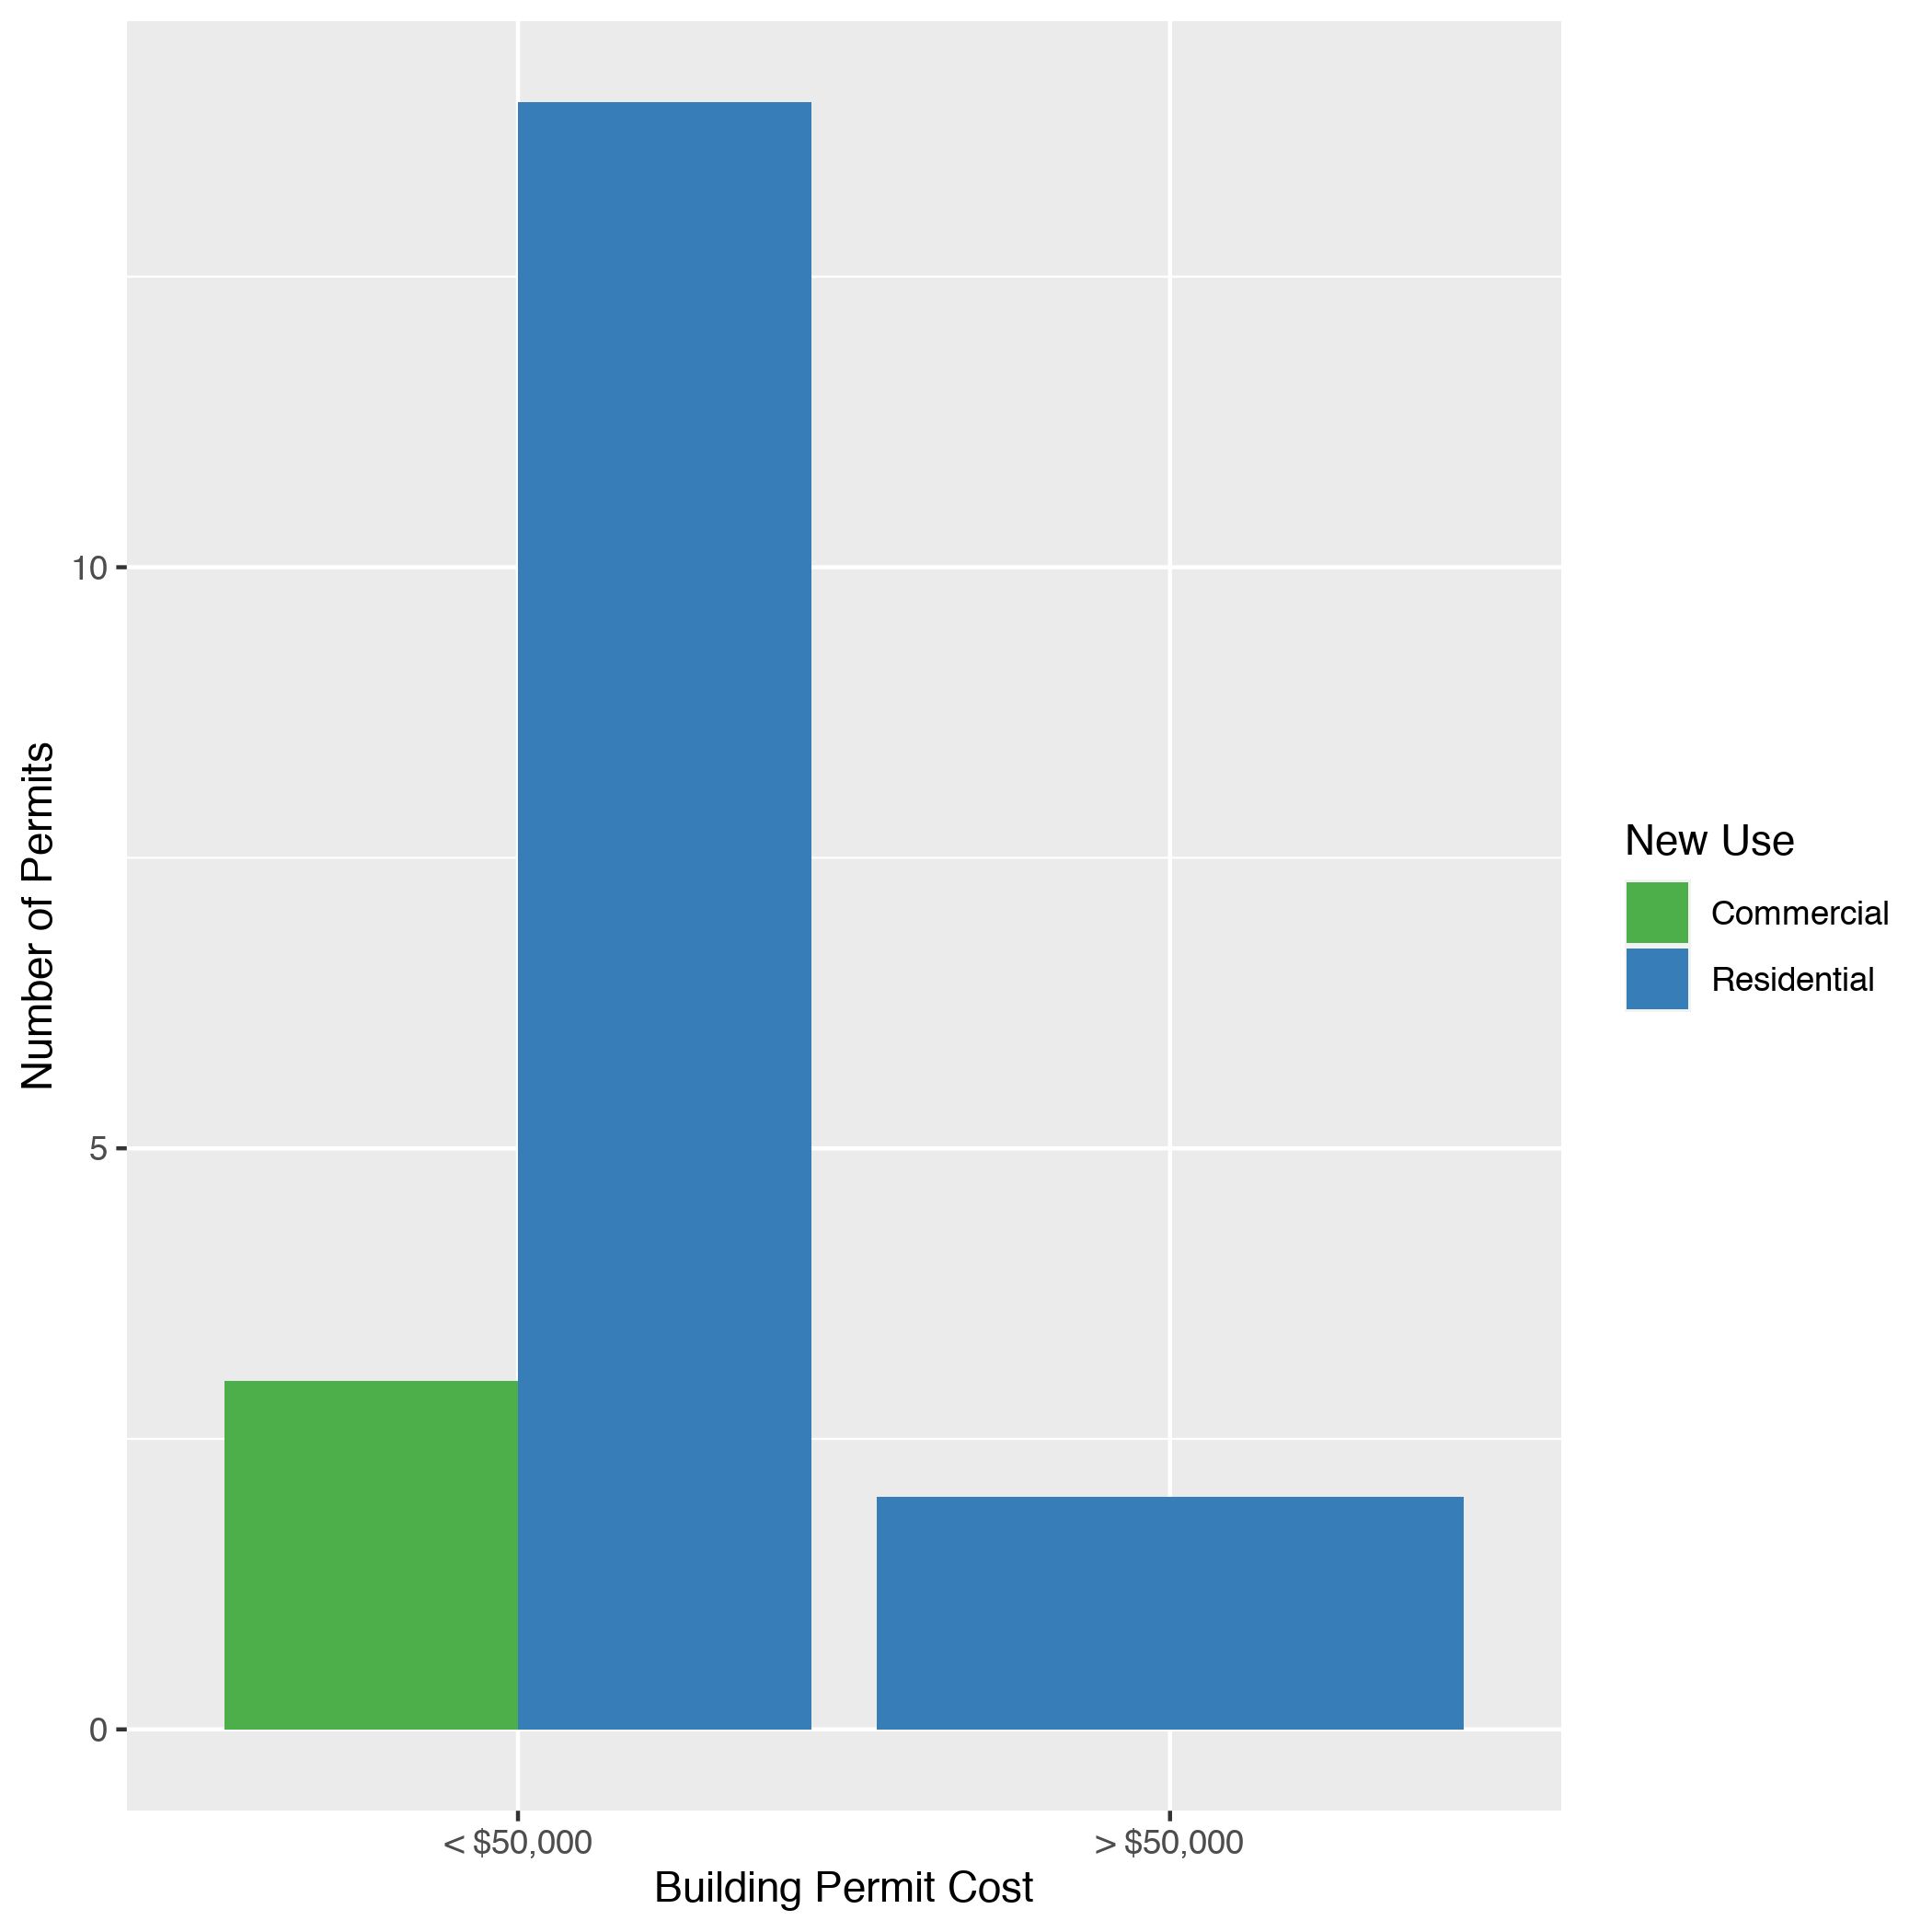 Number of Permits
10
5
0
< $50,000
> $50,000
Building Permit Cost
New Use
Commercial
Residential